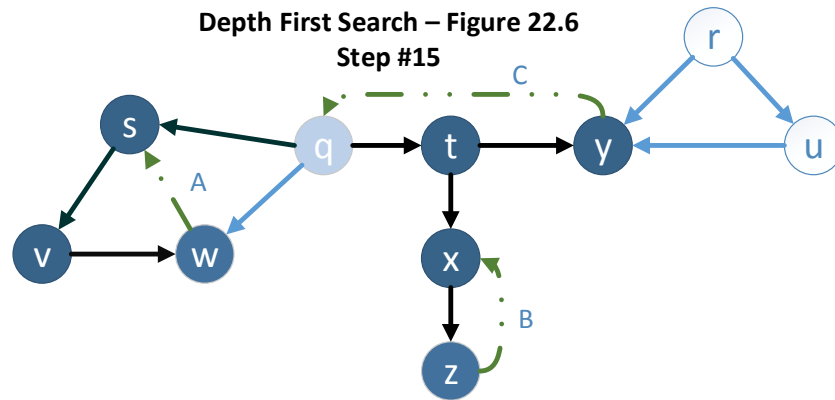 Depth First Search – Figure 22.6
Step #15
r
C
s
q
t
y
u
A
v
w
x
B
z